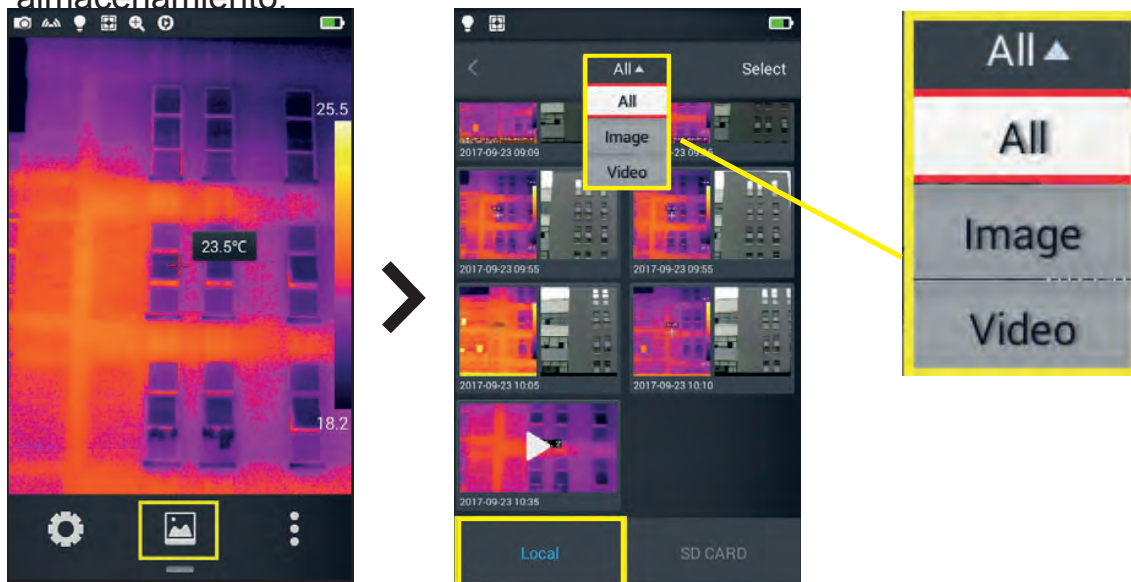 almacenamiento.
25.5
23.5°C
18.2
All ▲
Select
All
Image
Video
2017-09-23 09:09
2017-09-23 09:55
2017-09-23 09:55
2017-09-23 10:05
2017-09-23 10:10
2017-09-23 10:35
Local
SD CARD
All ▲
All
Image
Video